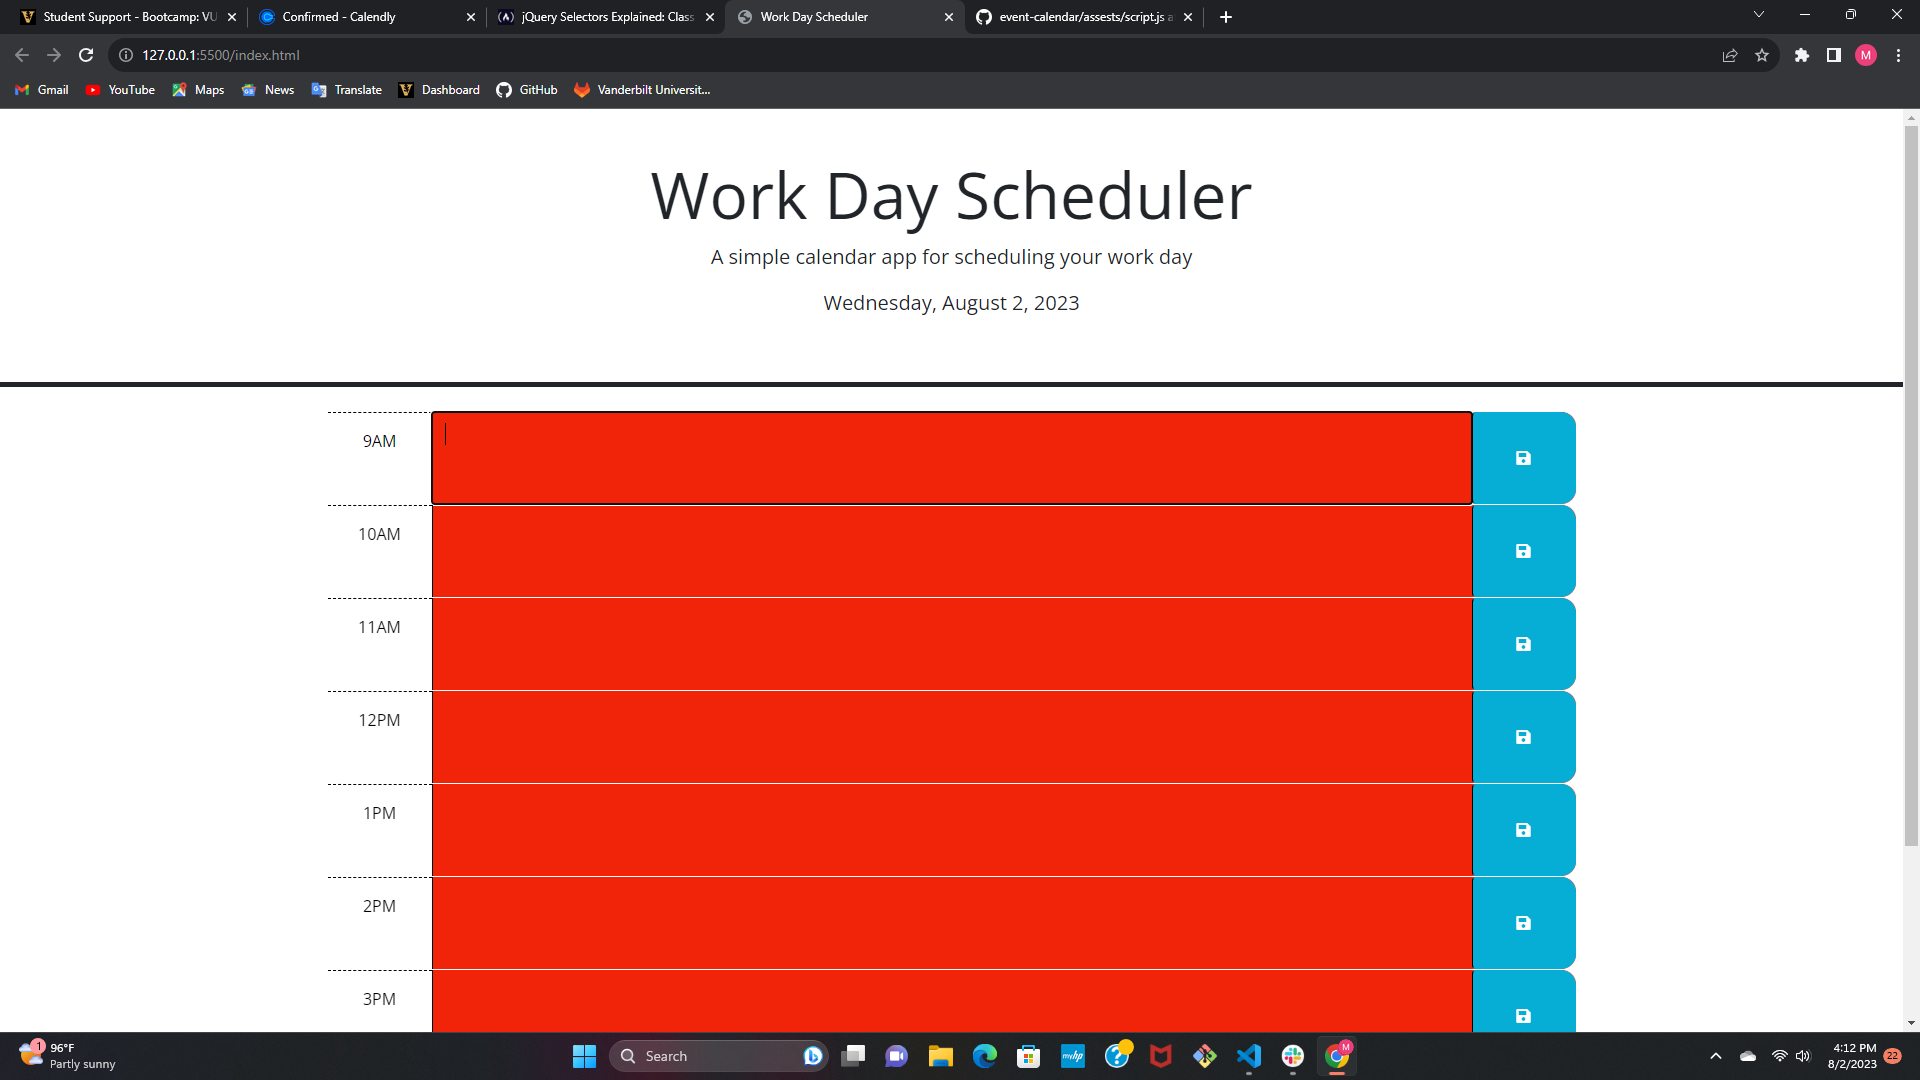 Student Support - Bootcamp: VU
Confirmed - Calendly
jQuery Selectors Explained: Class
Work Day Scheduler
event-calendar/assests/script.js a
127.0.0.1:5500/index.html
M
Gmail
YouTube
Maps
News
Translate
Dashboard
GitHub
Vanderbilt Universit...
Work Day Scheduler
A simple calendar app for scheduling your work day
Wednesday, August 2, 2023
9AM
10AM
11AM
12PM
1PM
2PM
3PM
1
96°F
Partly sunny
Search
myhp
M
4:12 PM
8/2/2023
22